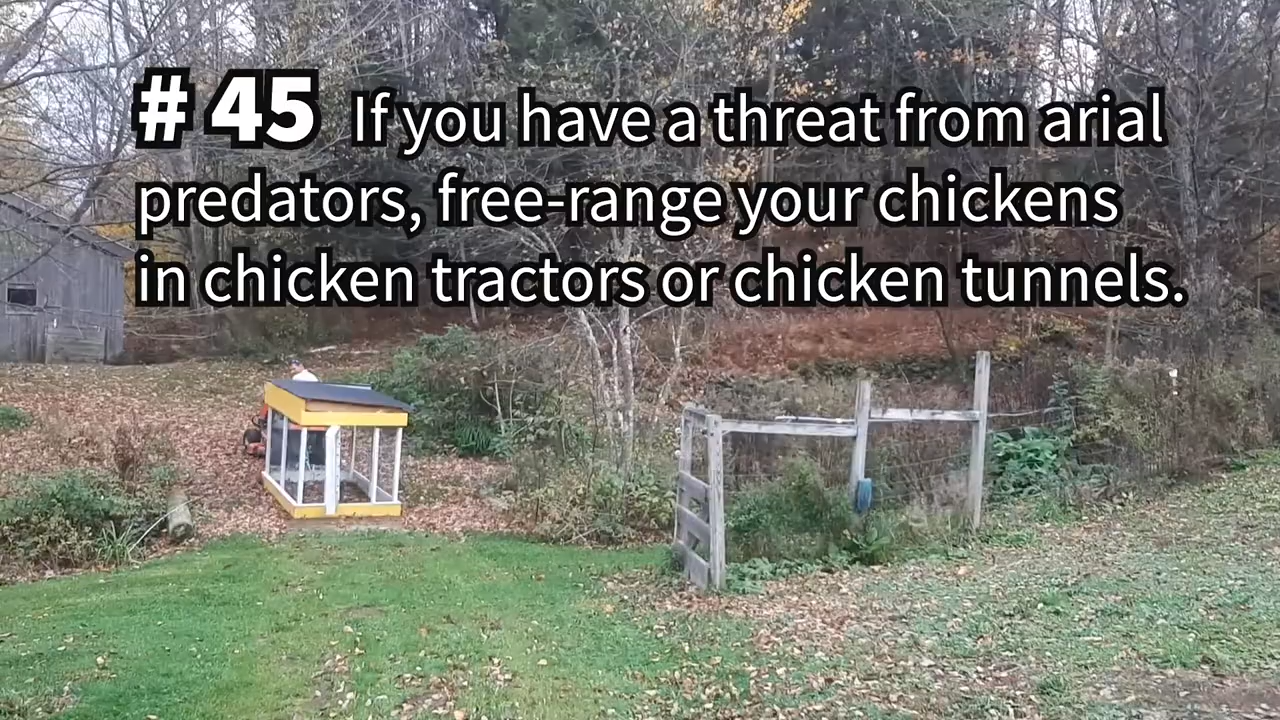 # 45 If you have a threat from arial
predators, free-range your chickens
in chicken tractors or chicken tunnels.